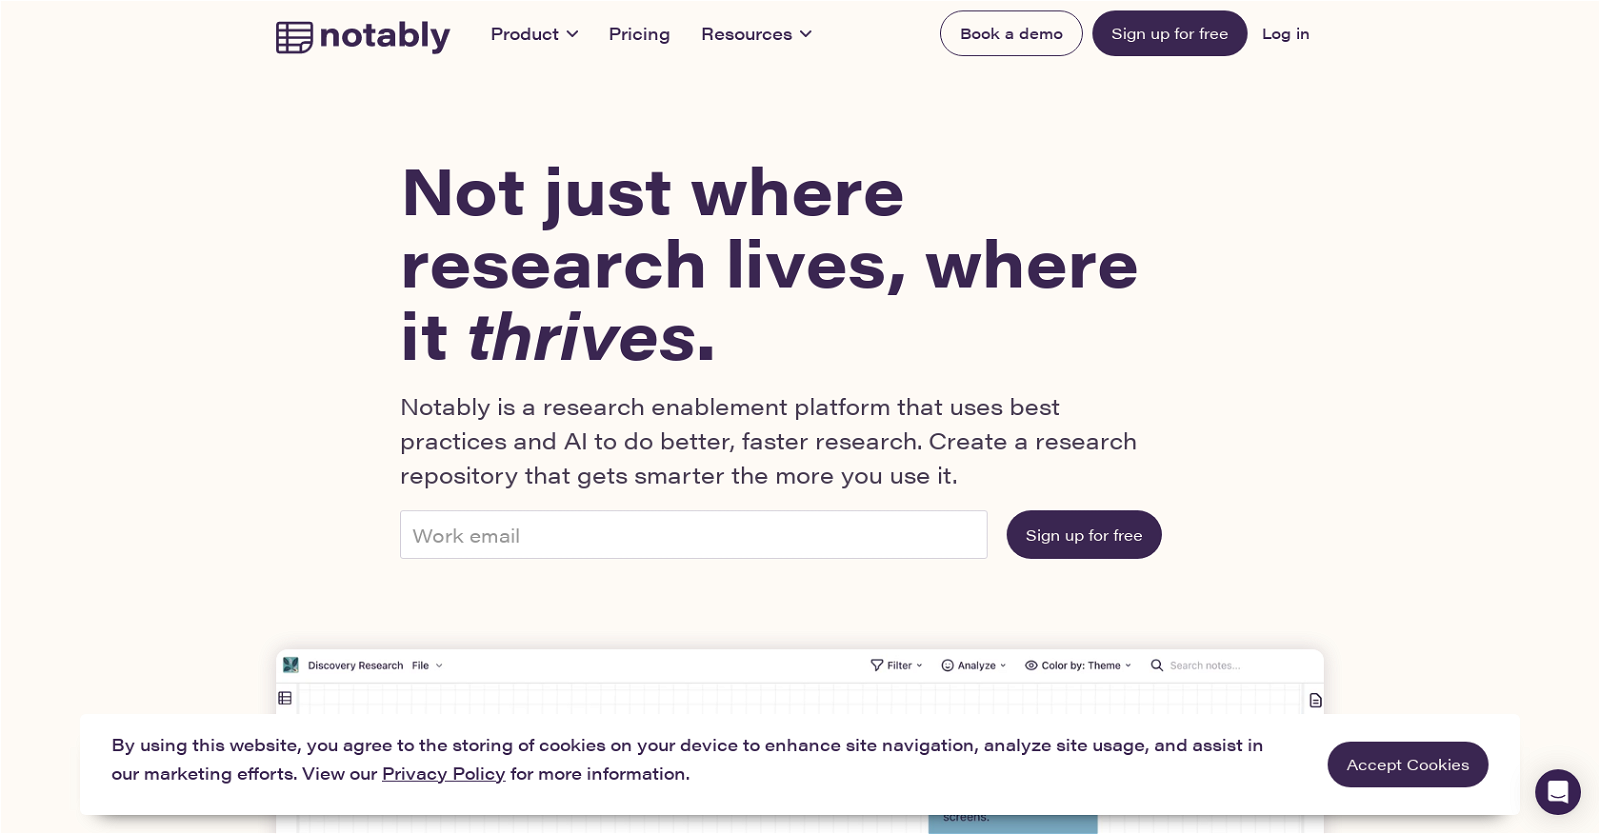 notably
Product
Pricing
Resources
Book a demo
Sign up for free
Log in
Not just where
research lives, where
it thrives.
Notably is a research enablement platform that uses best
practices and AI to do better, faster research. Create a research
repository that gets smarter the more you use it.
Work email
Sign up for free
Discovery Research File
Filter
Analyze
Color by: Theme
Search notes...
By using this website, you agree to the storing of cookies on your device to enhance site navigation, analyze site usage, and assist in
our marketing efforts. View our Privacy Policy for more information.
Accept Cookies
screens.